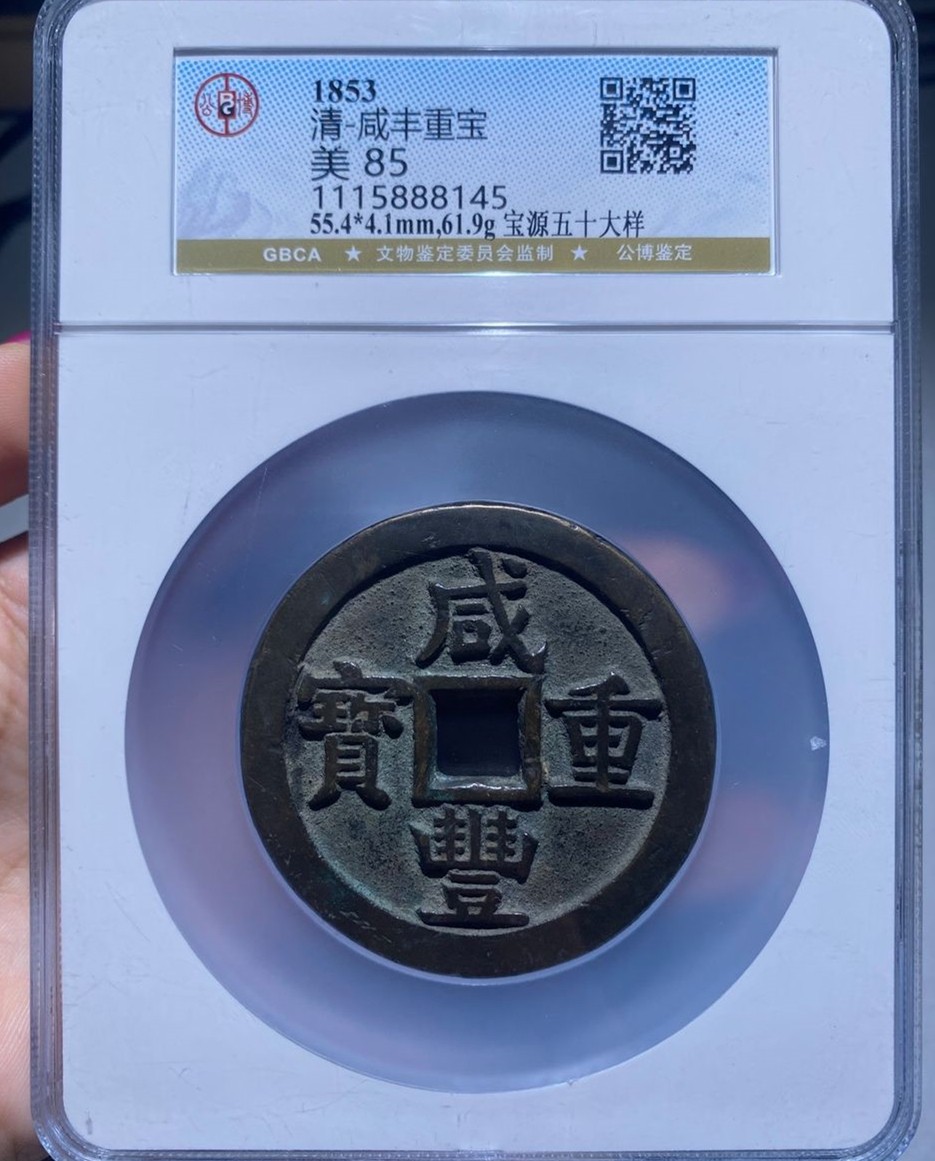 公博
1853
清-咸丰重宝
美 85
1115888145
55.4*4.1mm,61.9g 宝源五十大样
GBCA ★ 文物鉴定委员会监制 ★ 公博鉴定
咸
寶 重
豐